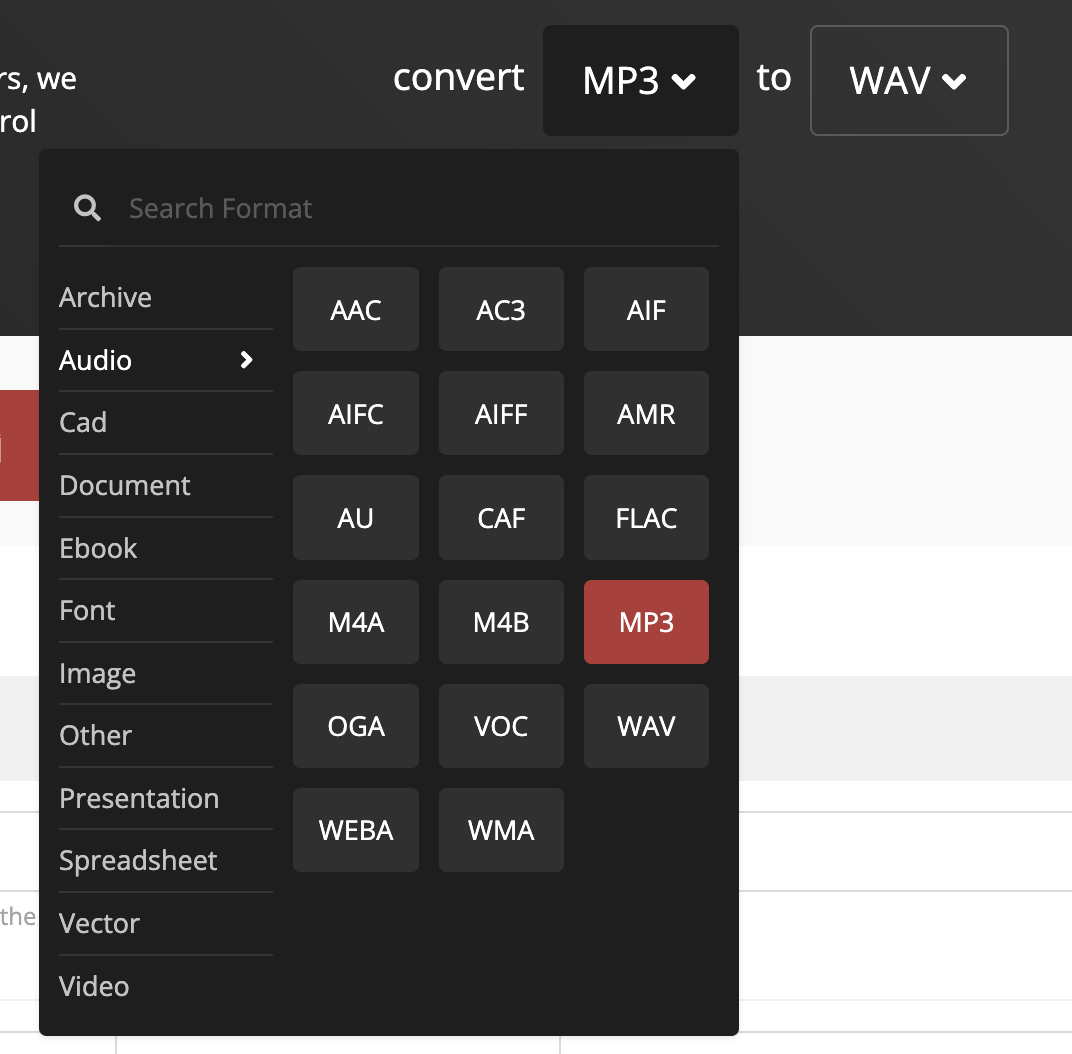 rs, we
rol
convert MP3 to WAV
Search Format
Archive
Audio
Cad
Document
Ebook
Font
Image
Other
Presentation
Spreadsheet
Vector
Video
AAC AC3 AIF
AIFC AIFF AMR
AU CAF FLAC
M4A M4B MP3
OGA VOC WAV
WEBA WMA
the